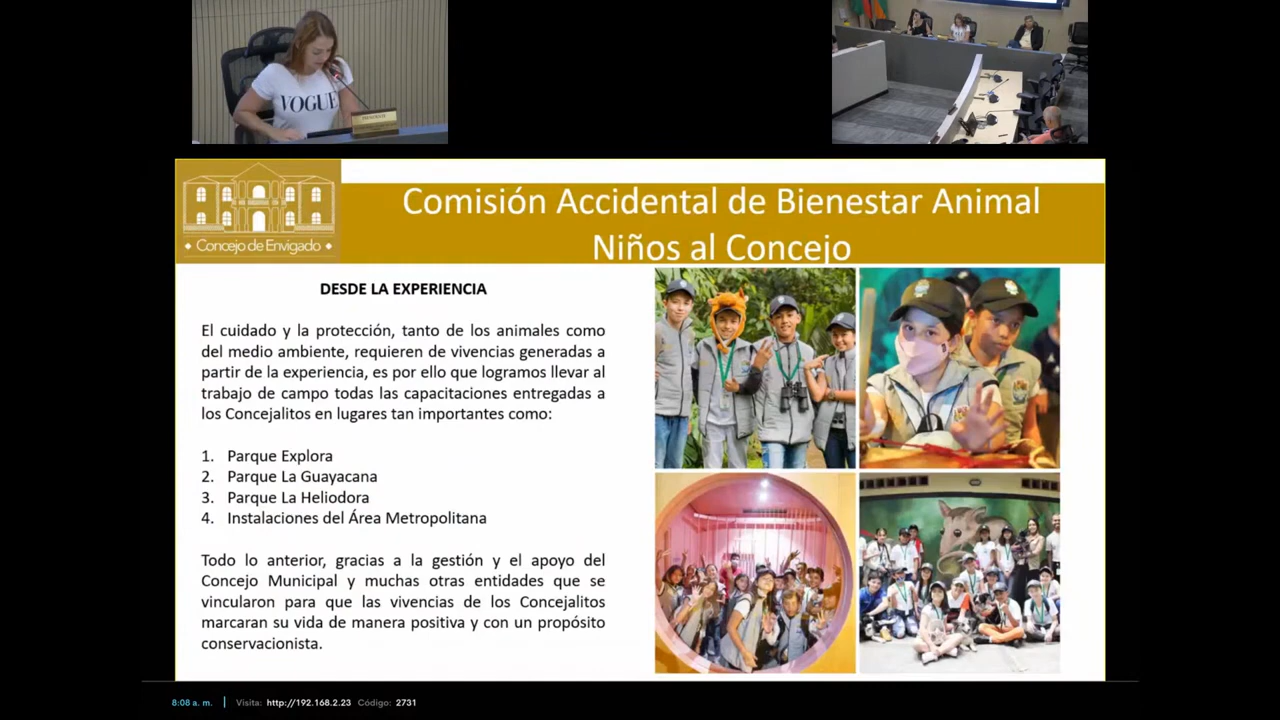 VOGUE
Comisión Accidental de Bienestar Animal
Niños al Concejo
Concejo de Envigado
DESDE LA EXPERIENCIA
El cuidado y la protección, tanto de los animales como
del medio ambiente, requieren de vivencias generadas a
partir de la experiencia, es por ello que logramos llevar al
trabajo de campo todas las capacitaciones entregadas a
los Concejalitos en lugares tan importantes como:
1. Parque Explora
2. Parque La Guayacana
3. Parque La Heliodora
4. Instalaciones del Área Metropolitana
Todo lo anterior, gracias a la gestión y el apoyo del
Concejo Municipal y muchas otras entidades que se
vincularon para que las vivencias de los Concejalitos
marcaran su vida de manera positiva y con un propósito
conservacionista.
8:08 a. m. | Visita: http://192.168.2.23 Código: 2731